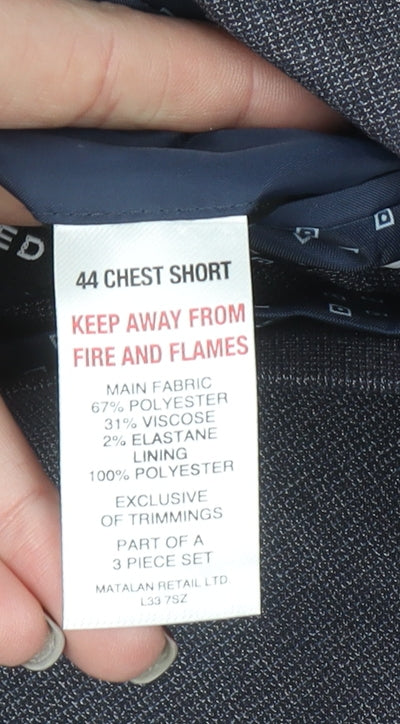 44 CHEST SHORT
KEEP AWAY FROM
FIRE AND FLAMES
MAIN FABRIC
67% POLYESTER
31% VISCOSE
2% ELASTANE
LINING
100% POLYESTER
EXCLUSIVE
OF TRIMMINGS
PART OF A
3 PIECE SET
MATALAN RETAIL LTD
L33 7SZ